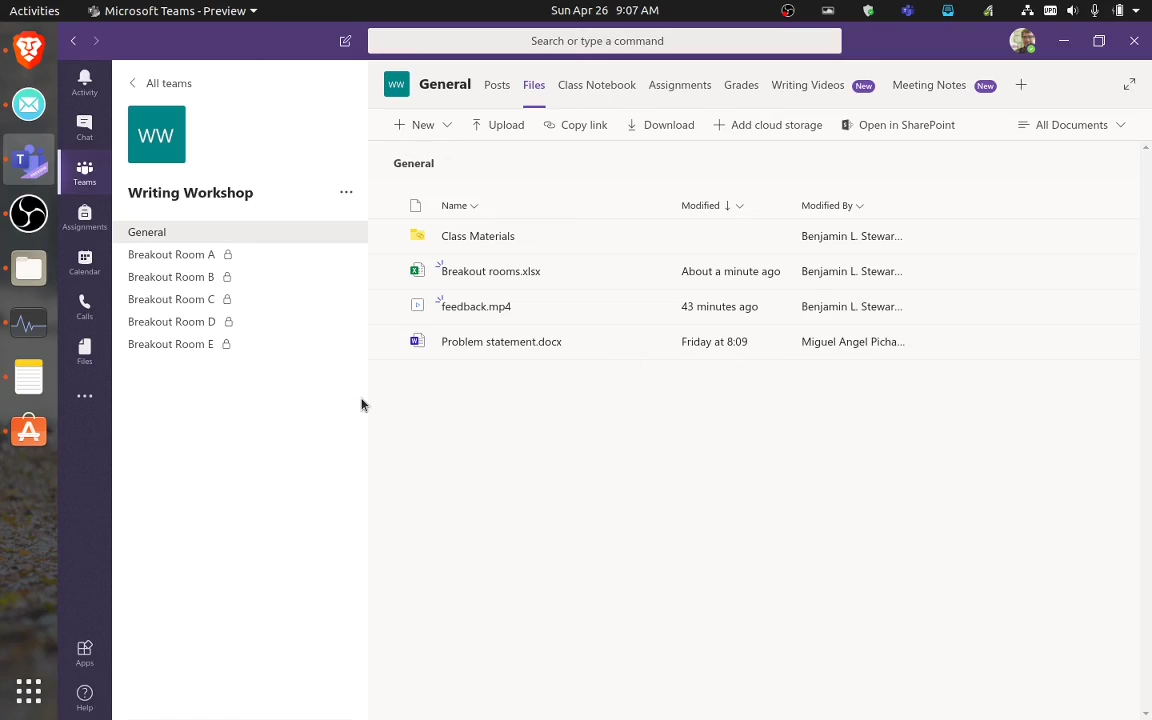 Activities Microsoft Teams - Preview Sun Apr 26 9:07 AM
Search or type a command
Activity
Chat
Teams
Assignments
Calendar
Calls
Files
Apps
Help
All teams
WW
Writing Workshop
General
Breakout Room A
Breakout Room B
Breakout Room C
Breakout Room D
Breakout Room E
WW General Posts Files Class Notebook Assignments Grades Writing Videos New Meeting Notes New
New Upload Copy link Download Add cloud storage Open in SharePoint All Documents
General
Name Modified Modified By
Class Materials Benjamin L. Stewar...
Breakout rooms.xlsx About a minute ago Benjamin L. Stewar...
feedback.mp4 43 minutes ago Benjamin L. Stewar...
Problem statement.docx Friday at 8:09 Miguel Angel Picha...